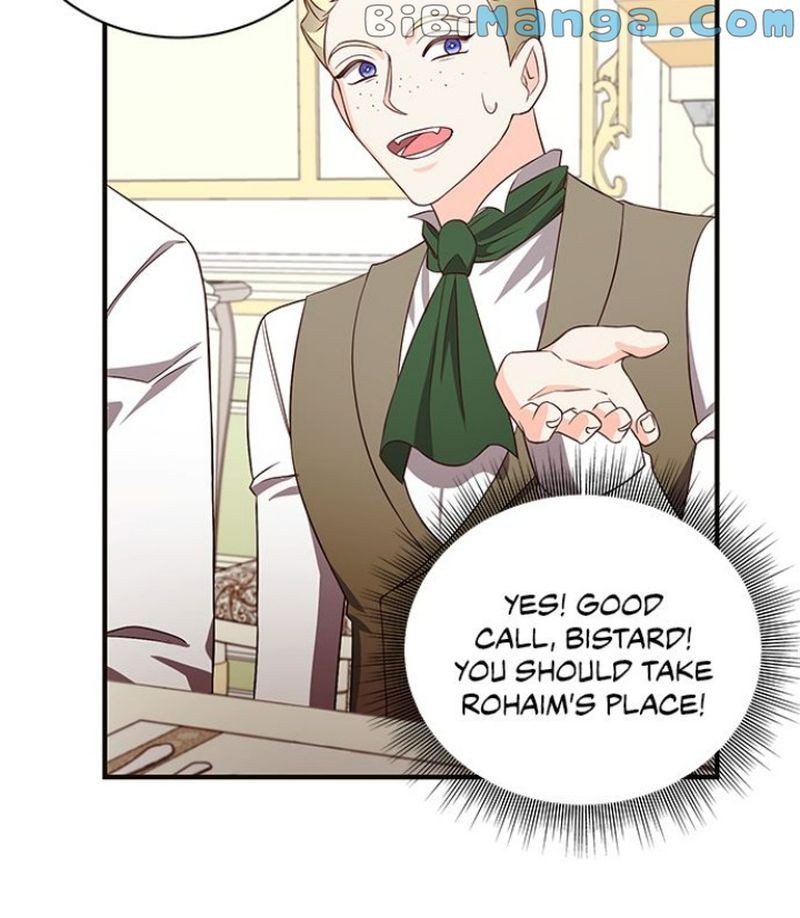 BiBiManga.com
YES! GOOD
CALL, BISTARD!
YOU SHOULD TAKE
ROHAIM'S PLACE!